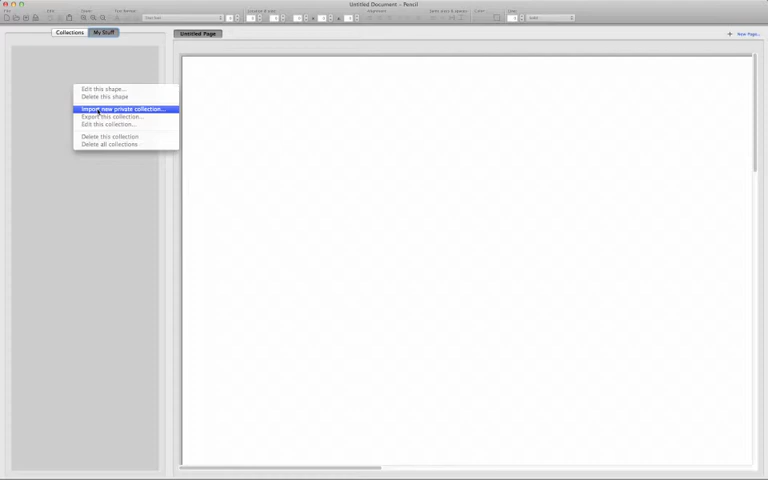 Untitled Document - Pencil
Collections
My Stuff
Untitled Page
New Page...
Edit this shape...
Delete this shape
Import new private collection...
Export this collection...
Edit this collection...
Delete this collection
Delete all collections